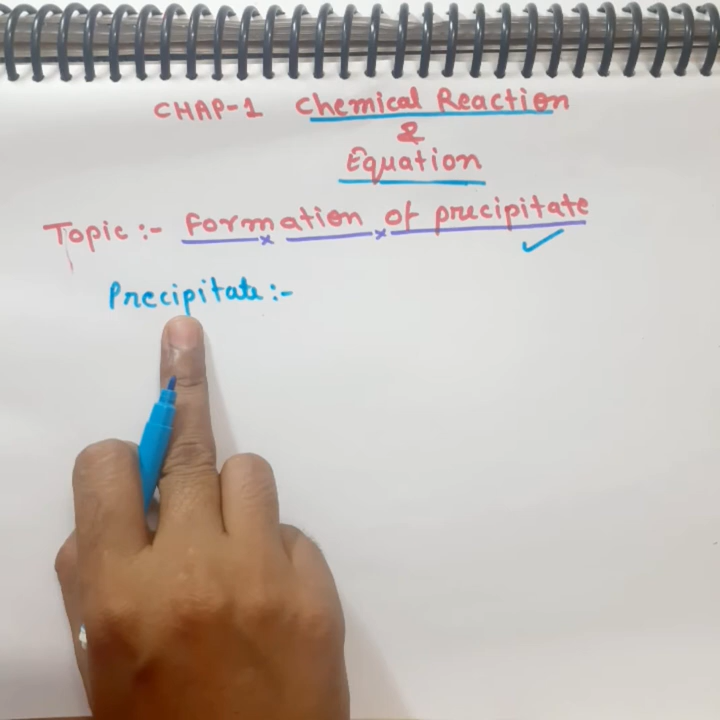 CHAP-1 Chemical Reaction
&
Equation
Topic:- Formation of precipitate
Precipitate:-